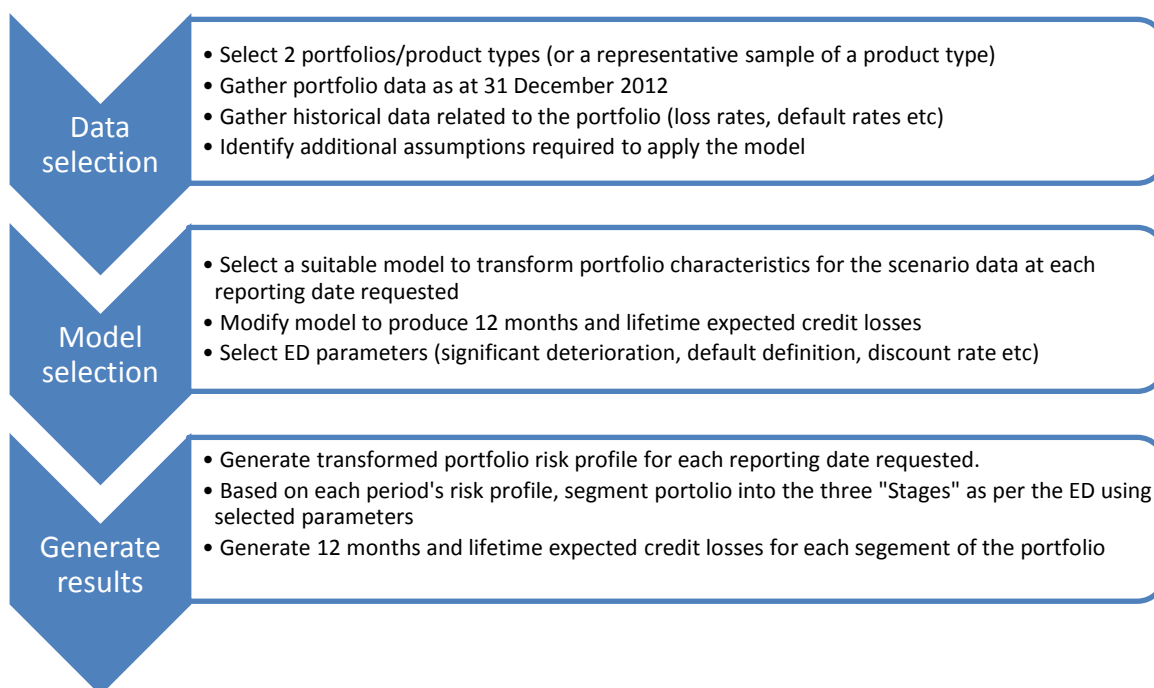 Data
selection
• Select 2 portfolios/product types (or a representative sample of a product type)
• Gather portfolio data as at 31 December 2012
• Gather historical data related to the portfolio (loss rates, default rates etc)
• Identify additional assumptions required to apply the model
Model
selection
• Select a suitable model to transform portfolio characteristics for the scenario data at each
reporting date requested
• Modify model to produce 12 months and lifetime expected credit losses
• Select ED parameters (significant deterioration, default definition, discount rate etc)
Generate
results
• Generate transformed portfolio risk profile for each reporting date requested.
• Based on each period's risk profile, segment portolio into the three "Stages" as per the ED using
selected parameters
• Generate 12 months and lifetime expected credit losses for each segement of the portfolio